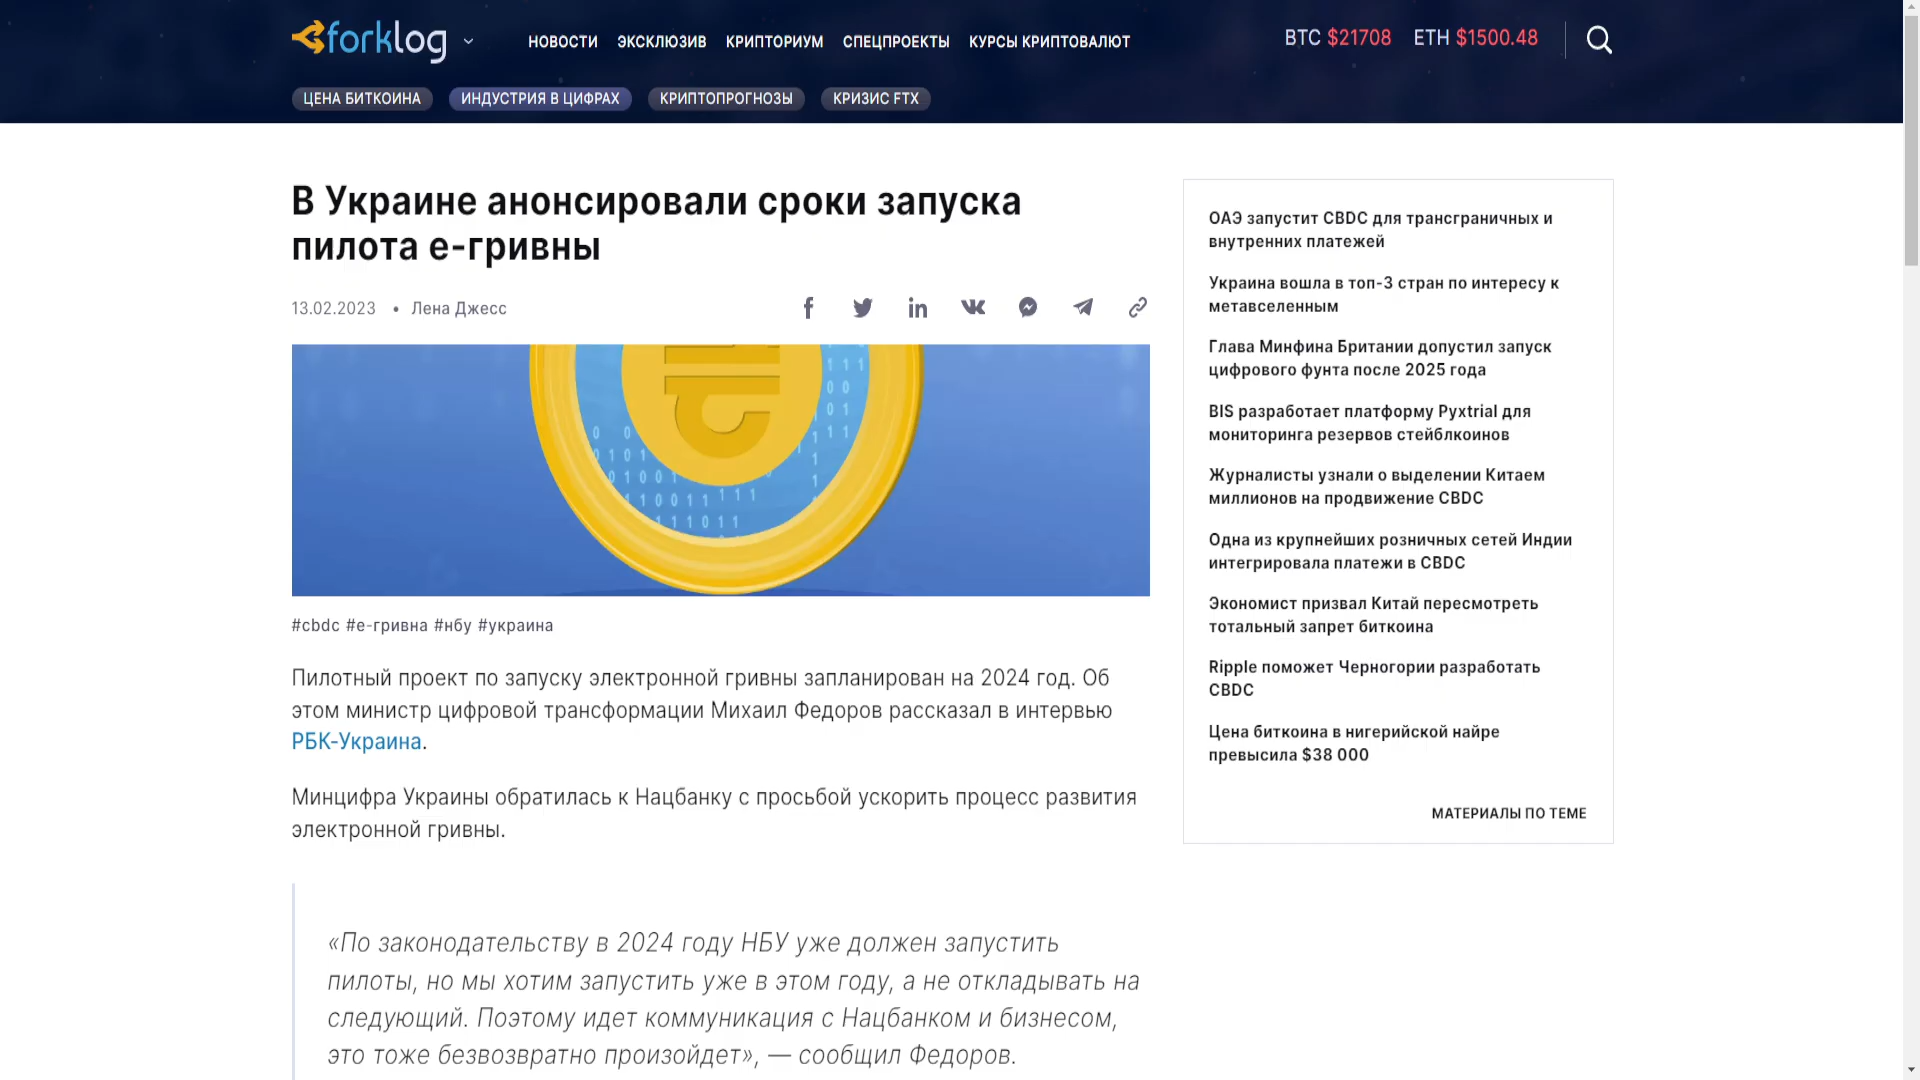 forklog
НОВОСТИ ЭКСКЛЮЗИВ КРИПТОРИУМ СПЕЦПРОЕКТЫ КУРСЫ КРИПТОВАЛЮТ
BTC $21708 ETH $1500.48
ЦЕНА БИТКОИНА ИНДУСТРИЯ В ЦИФРАХ КРИПТОПРОГНОЗЫ КРИЗИС FTX
В Украине анонсировали сроки запуска
пилота е-гривны
13.02.2023 • Лена Джесс
#cbdc #е-гривна #нбу #украина
Пилотный проект по запуску электронной гривны запланирован на 2024 год. Об
этом министр цифровой трансформации Михаил Федоров рассказал в интервью
РБК-Украина.
Минцифра Украины обратилась к Нацбанку с просьбой ускорить процесс развития
электронной гривны.
«По законодательству в 2024 году НБУ уже должен запустить
пилоты, но мы хотим запустить уже в этом году, а не откладывать на
следующий. Поэтому идет коммуникация с Нацбанком и бизнесом,
это тоже безвозвратно произойдет», — сообщил Федоров.
ОАЭ запустит CBDC для трансграничных и
внутренних платежей
Украина вошла в топ-3 стран по интересу к
метавселенным
Глава Минфина Британии допустил запуск
цифрового фунта после 2025 года
BIS разработает платформу Pyxtrial для
мониторинга резервов стейблкоинов
Журналисты узнали о выделении Китаем
миллионов на продвижение CBDC
Одна из крупнейших розничных сетей Индии
интегрировала платежи в CBDC
Экономист призвал Китай пересмотреть
тотальный запрет биткоина
Ripple поможет Черногории разработать
CBDC
Цена биткоина в нигерийской найре
превысила $38 000
МАТЕРИАЛЫ ПО ТЕМЕ